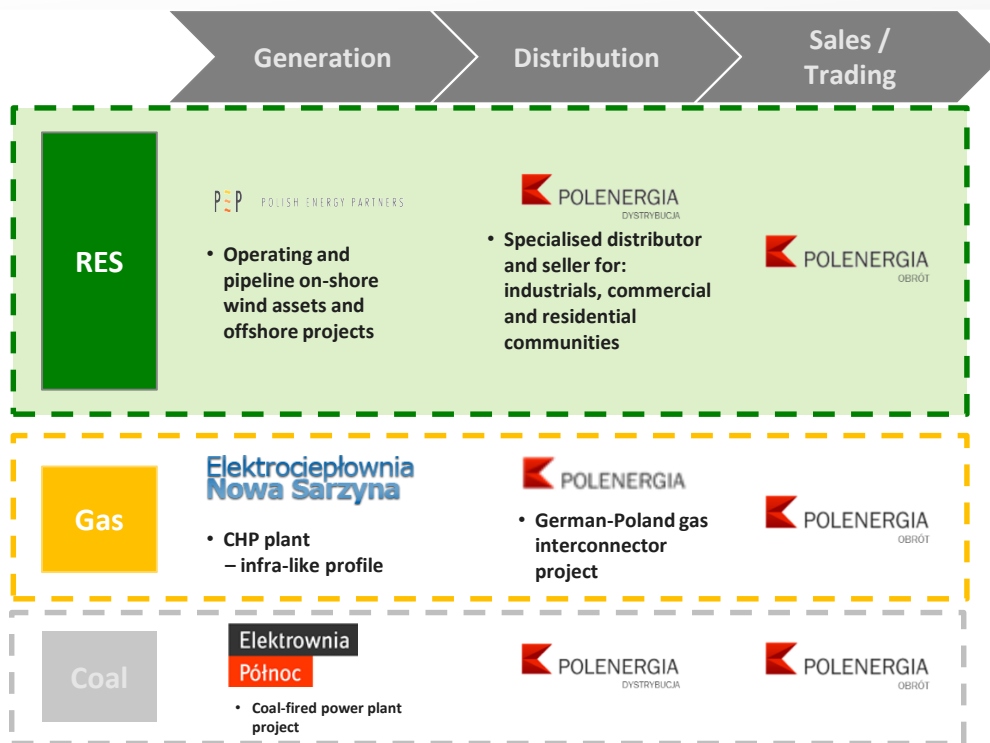 Generation
Distribution
Sales /
Trading
RES
PEP POLISH ENERGY PARTNERS
• Operating and
pipeline on-shore
wind assets and
offshore projects
POLENERGIA
DYSTRYBUCJA
• Specialised distributor
and seller for:
industrials, commercial
and residential
communities
POLENERGIA
OBRÓT
Gas
Elektrociepłownia
Nowa Sarzyna
• CHP plant
– infra-like profile
POLENERGIA
• German-Poland gas
interconnector
project
POLENERGIA
OBRÓT
Coal
Elektrownia
Północ
• Coal-fired power plant
project
POLENERGIA
DYSTRYBUCJA
POLENERGIA
OBRÓT